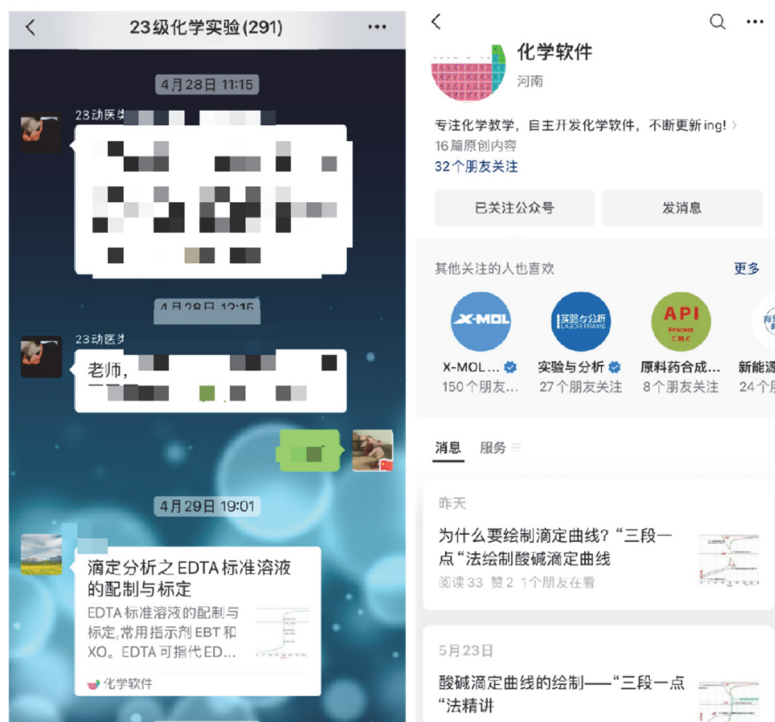 23级化学实验(291)
4月28日 11:15
23动医类
4月28日 12:15
23动医类
老师,
4月29日 19:01
滴定分析之EDTA标准溶液
的配制与标定
EDTA标准溶液的配制与
标定,常用指示剂EBT和
XO。EDTA可指代ED...
化学软件
化学软件
河南
专注化学教学，自主开发化学软件，不断更新ing!
16篇原创内容
32个朋友关注
已关注公众号
发消息
其他关注的人也喜欢
更多
X-MOL
实验与分析
LABOR PRAXIS
API
Process
X-MOL...
实验与分析
原料药合成...
新能源
150个朋友...
27个朋友关注
8个朋友关注
24个
消息
服务
昨天
为什么要绘制滴定曲线? “三段一
点“法绘制酸碱滴定曲线
阅读33 赞2 1个朋友在看
5月23日
酸碱滴定曲线的绘制——“三段一点
“法精讲